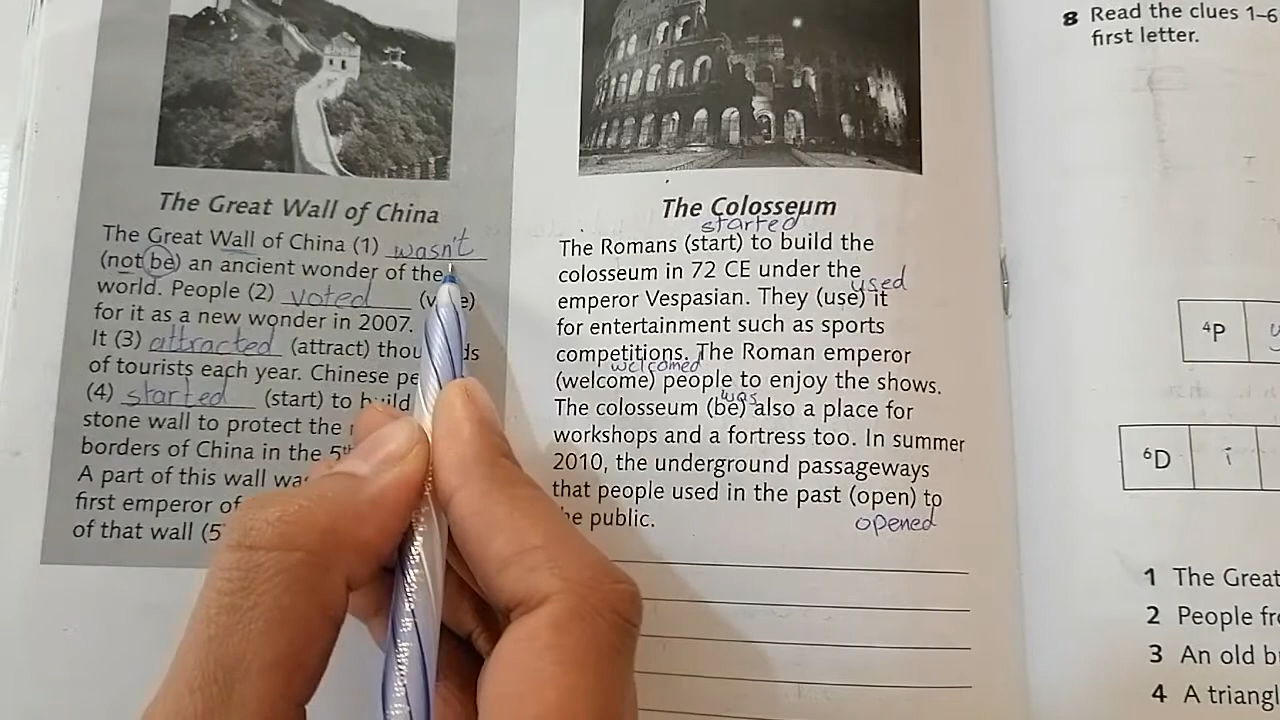 The Great Wall of China
The Great Wall of China (1) wasn't
(not be) an ancient wonder of the
world. People (2) voted
for it as a new wonder in 2007.
It (3) attracted (attract)
of tourists each year. Chinese
(4) started (start) to build
stone wall to protect the
borders of China in the 5th
A part of this wall
first emperor of
of that wall (5
The Colosseum
started
The Romans (start) to build the
colosseum in 72 CE under the
used
emperor Vespasian. They (use) it
for entertainment such as sports
competitions. The Roman emperor
welcomed
(welcome) people to enjoy the shows.
was
The colosseum (be) also a place for
workshops and a fortress too. In summer
2010, the underground passageways
that people used in the past (open) to
public.
opened
8 Read the clues 1–6
first letter.
4P
6D i
1 The Great
2 People
3 An old
4 A